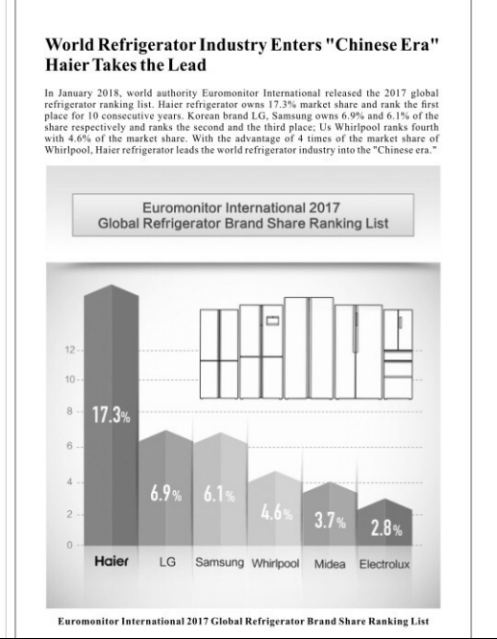 World Refrigerator Industry Enters "Chinese Era"
Haier Takes the Lead
In January 2018, world authority Euromonitor International released the 2017 global
refrigerator ranking list. Haier refrigerator owns 17.3% market share and rank the first
place for 10 consecutive years. Korean brand LG, Samsung owns 6.9% and 6.1% of the
share respectively and ranks the second and the third place; Us Whirlpool ranks fourth
with 4.6% of the market share. With the advantage of 4 times of the market share of
Whirlpool, Haier refrigerator leads the world refrigerator industry into the "Chinese era."
Euromonitor International 2017
Global Refrigerator Brand Share Ranking List
12
10
8
6
4
2
0
17.3%
6.9%
6.1%
4.6%
3.7%
2.8%
Haier LG Samsung Whirlpool Midea Electrolux
Euromonitor International 2017 Global Refrigerator Brand Share Ranking List